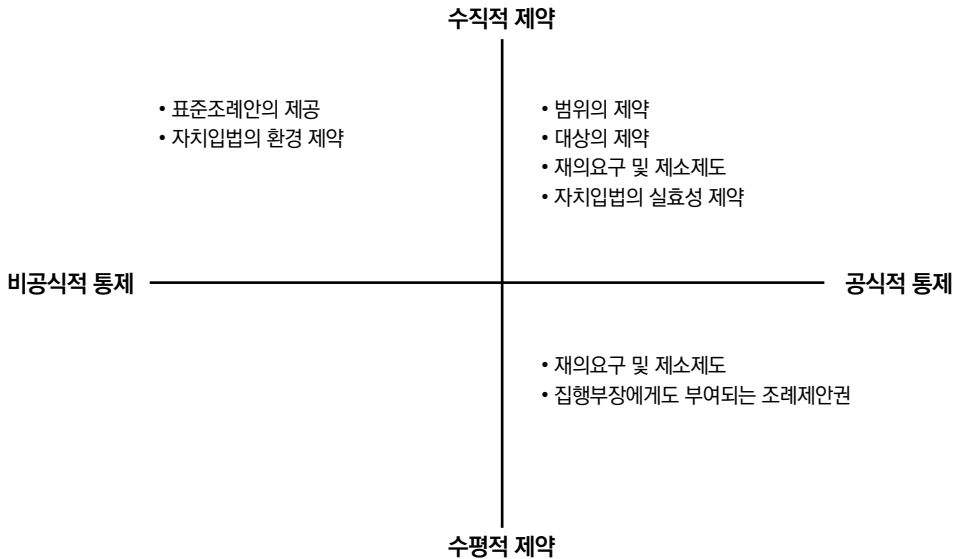 수직적 제약
• 표준조례안의 제공
• 자치입법의 환경 제약
• 범위의 제약
• 대상의 제약
• 재의요구 및 제소제도
• 자치입법의 실효성 제약
비공식적 통제
공식적 통제
• 재의요구 및 제소제도
• 집행부장에게도 부여되는 조례제안권
수평적 제약